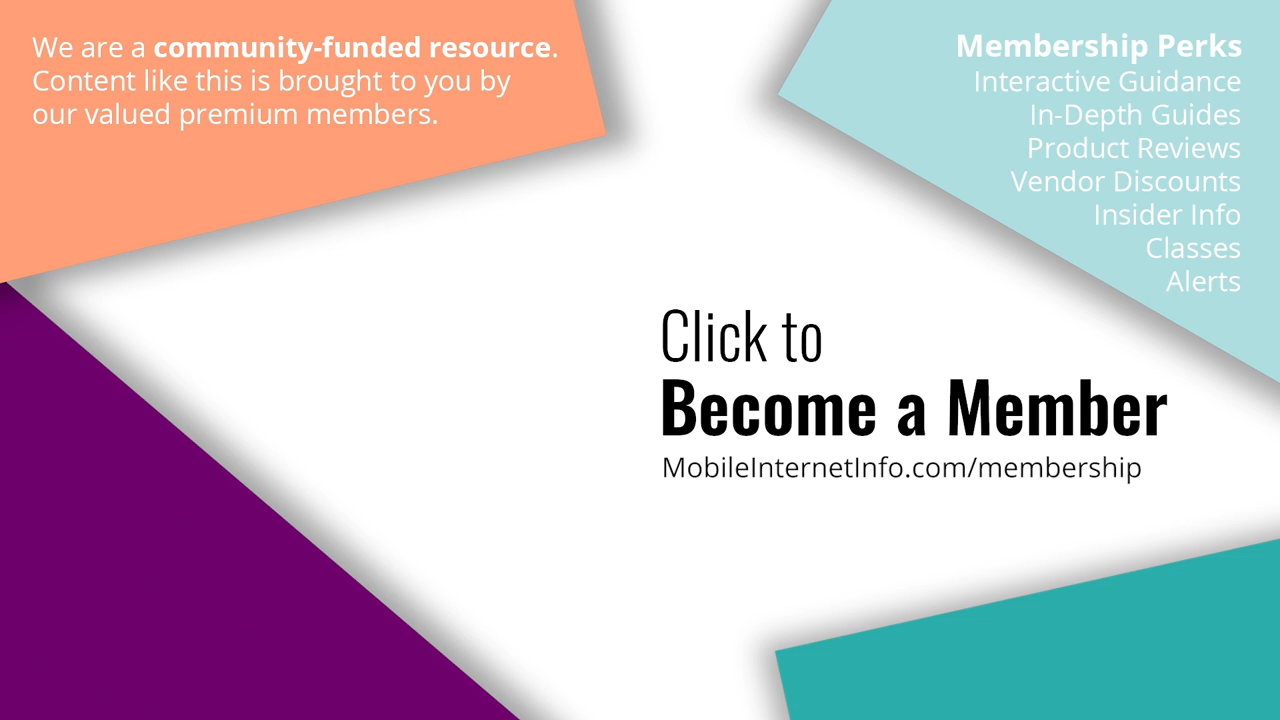 We are a community-funded resource.
Content like this is brought to you by
our valued premium members.
Membership Perks
Interactive Guidance
In-Depth Guides
Product Reviews
Vendor Discounts
Insider Info
Classes
Alerts
Click to
Become a Member
MobileInternetInfo.com/membership